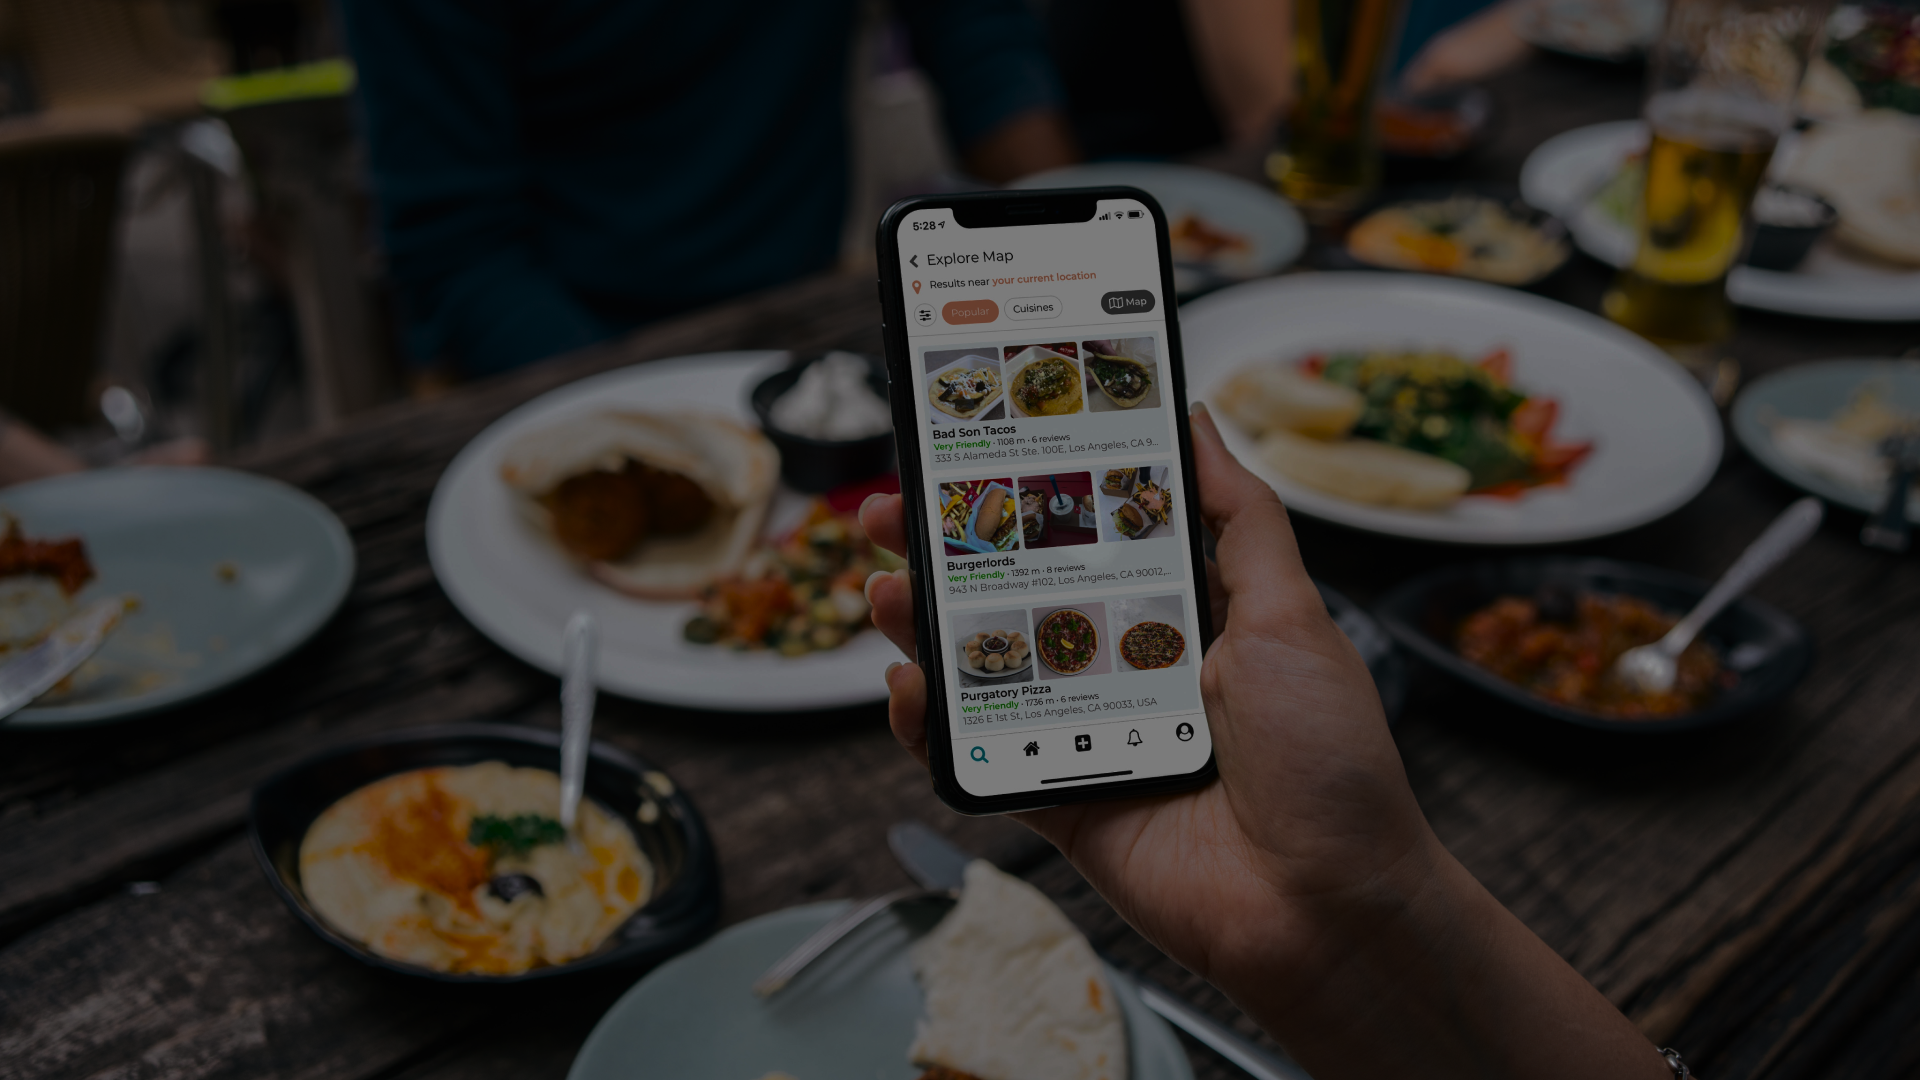 5:28
Explore Map
Results near your current location
Popular
Cuisines
Map
Bad Son Tacos
Very Friendly · 1108 m · 6 reviews
333 S Alameda St Ste. 100E, Los Angeles, CA 9...
Burgerlords
Very Friendly · 1392 m · 8 reviews
943 N Broadway #102, Los Angeles, CA 90012,...
Purgatory Pizza
Very Friendly · 1736 m · 6 reviews
1326 E 1st St, Los Angeles, CA 90033, USA